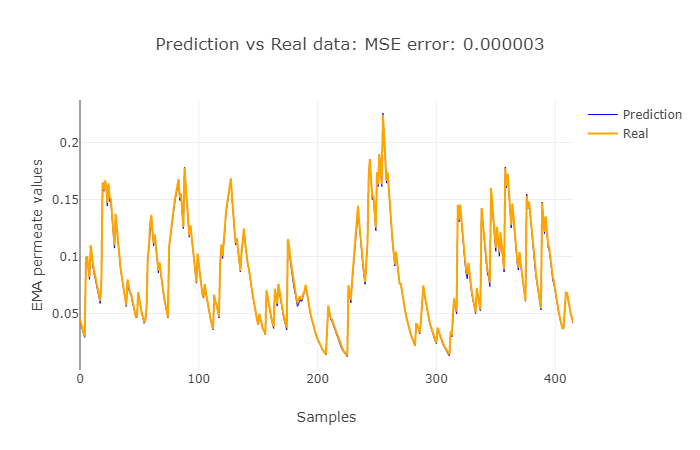 Prediction vs Real data: MSE error: 0.000003
Prediction
Real
EMA permeate values
0.2
0.15
0.1
0.05
0
100
200
300
400
Samples